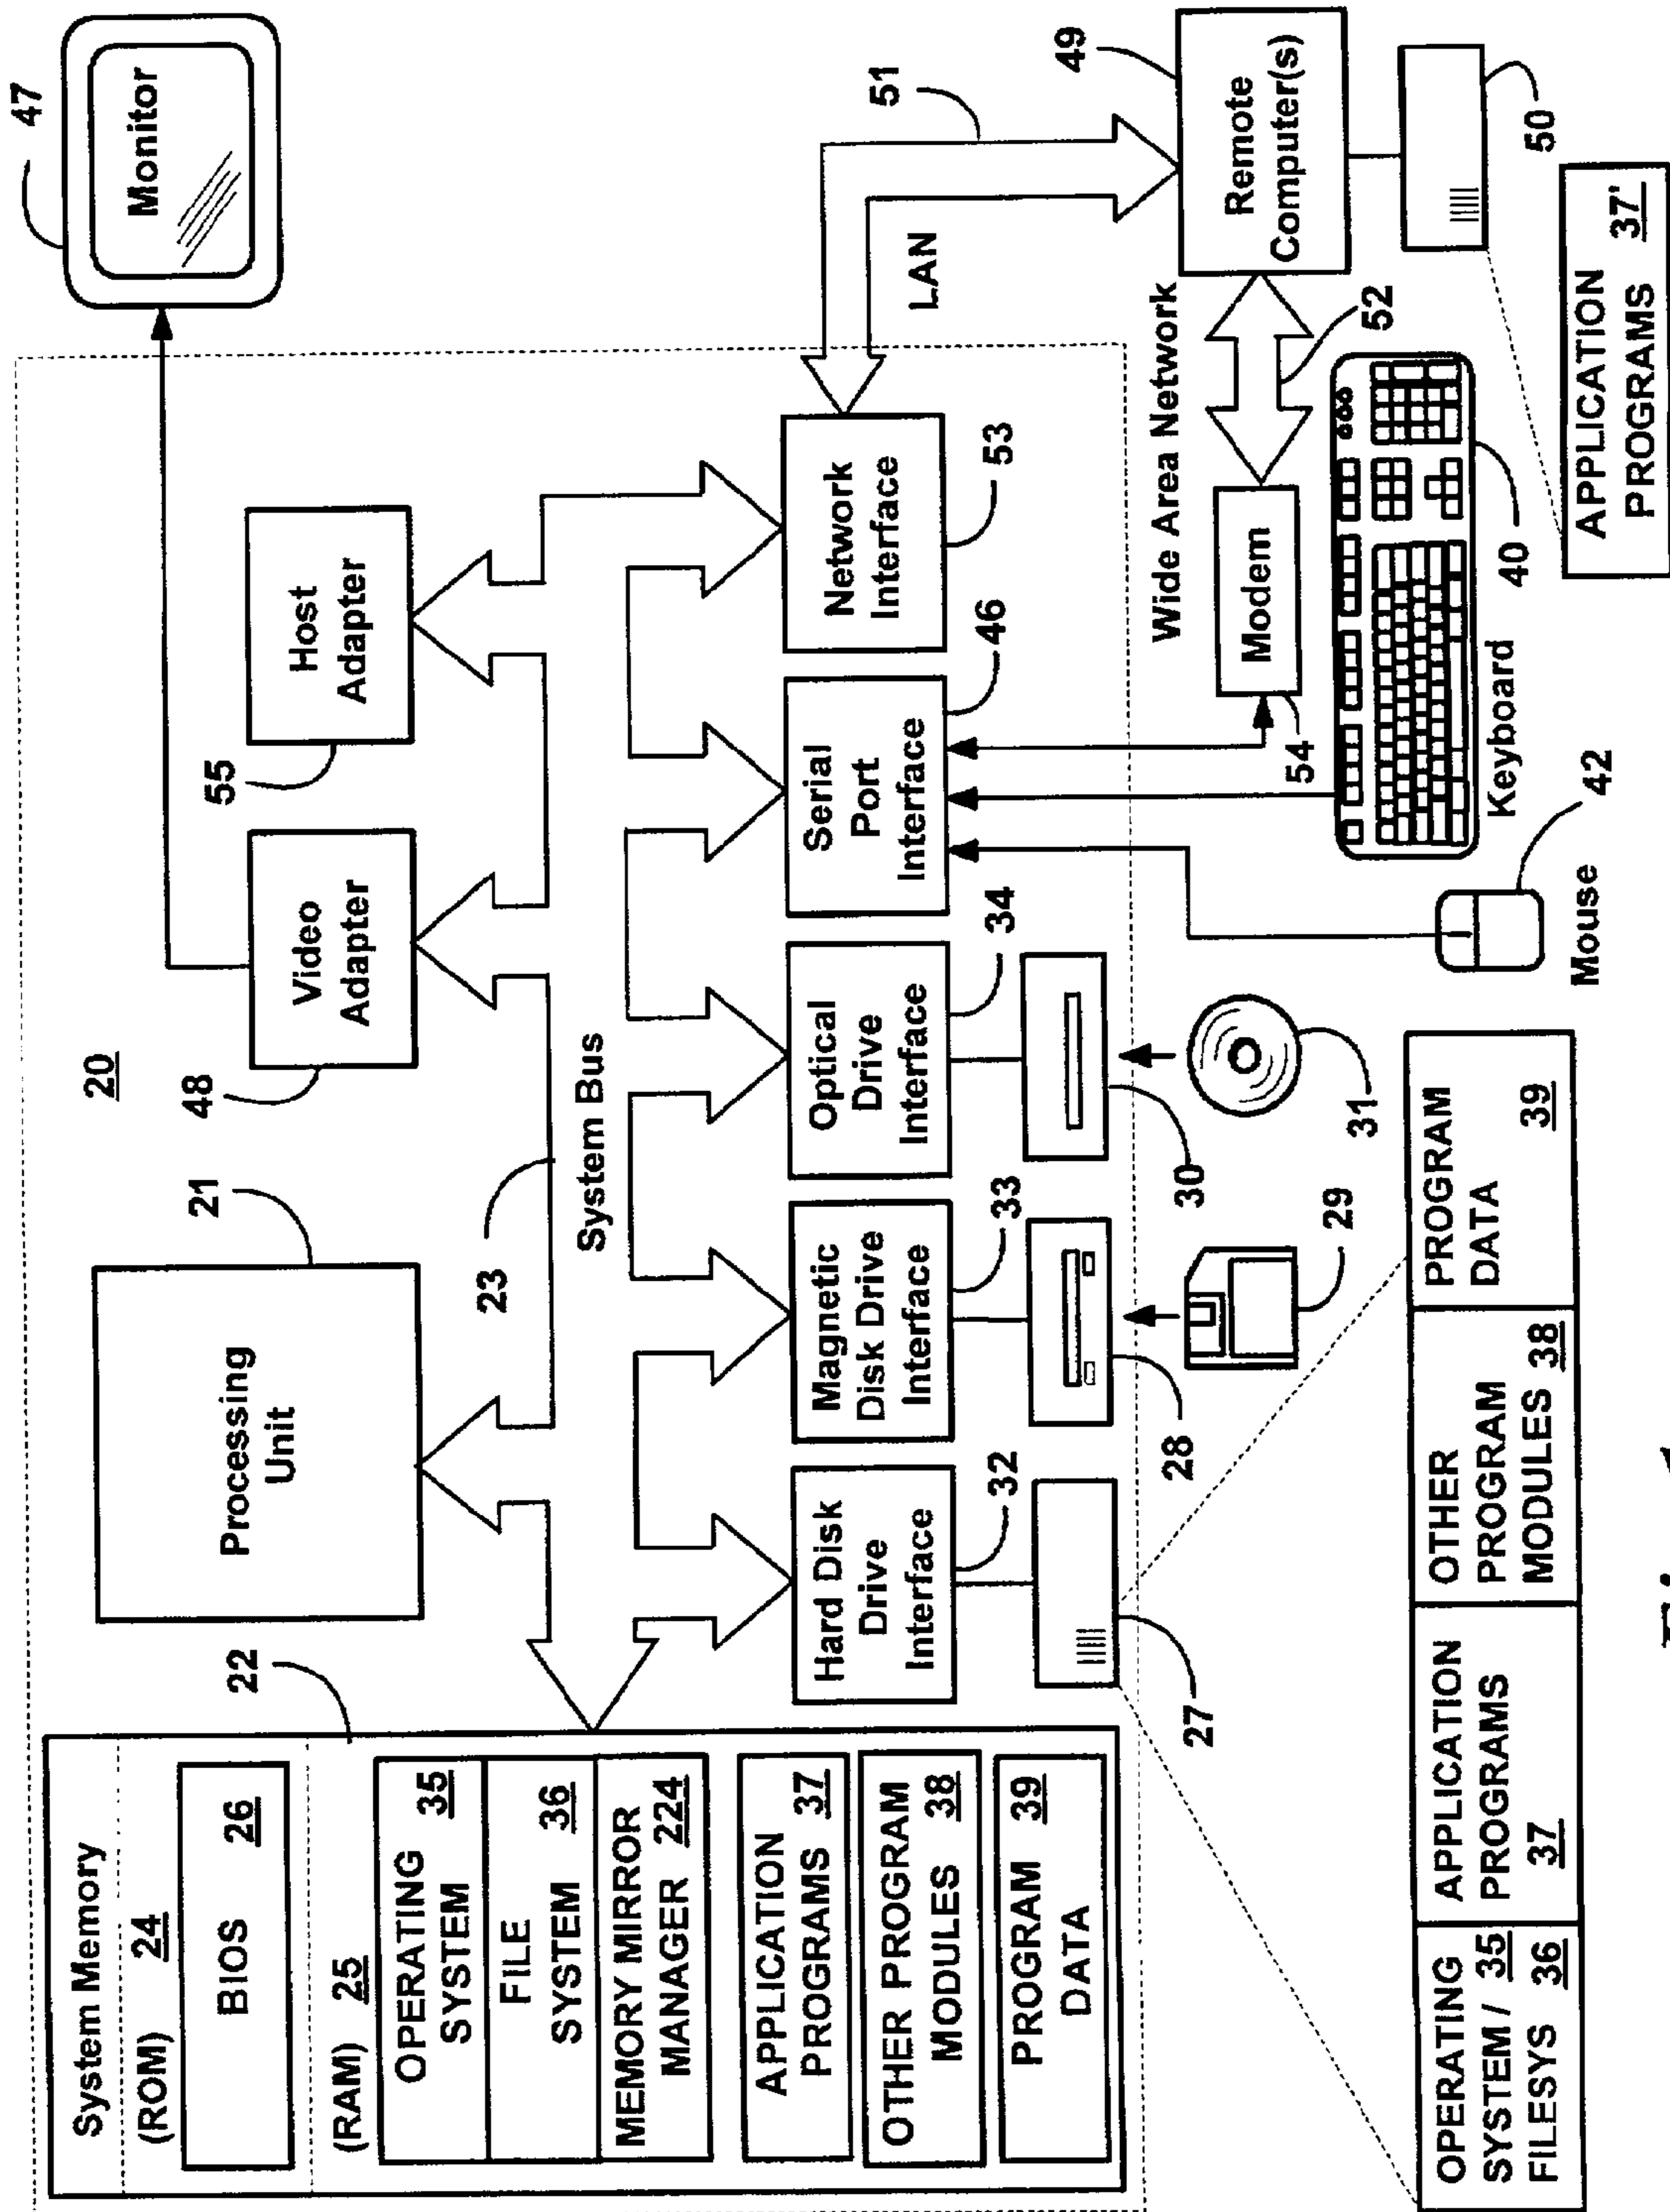 System Memory
(ROM) 24
BIOS 26
(RAM) 25
OPERATING
SYSTEM 35
FILE
SYSTEM 36
MEMORY MIRROR
MANAGER 224
APPLICATION
PROGRAMS 37
OTHER PROGRAM
MODULES 38
PROGRAM 39
DATA
22
Processing
Unit
21
20
48
Video
Adapter
55
Host
Adapter
47
Monitor
23
System Bus
Hard Disk
Drive
Interface
32
Magnetic
Disk Drive
Interface
33
Optical
Drive
Interface
34
Serial
Port
Interface
46
Network
Interface
53
LAN
51
27
28
29
30
31
Wide Area Network
Modem
54
52
49
Remote
Computer(s)
50
Keyboard
40
Mouse
42
OPERATING
SYSTEM / 35
FILESYS 36
APPLICATION
PROGRAMS
37
OTHER
PROGRAM
MODULES 38
PROGRAM
DATA
39
APPLICATION
PROGRAMS 37'